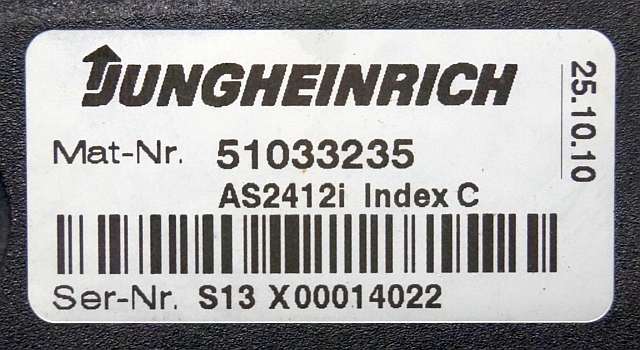 JUNGHEINRICH
25.10.10
Mat-Nr. 51033235
AS2412i Index C
Ser-Nr. S13 X00014022